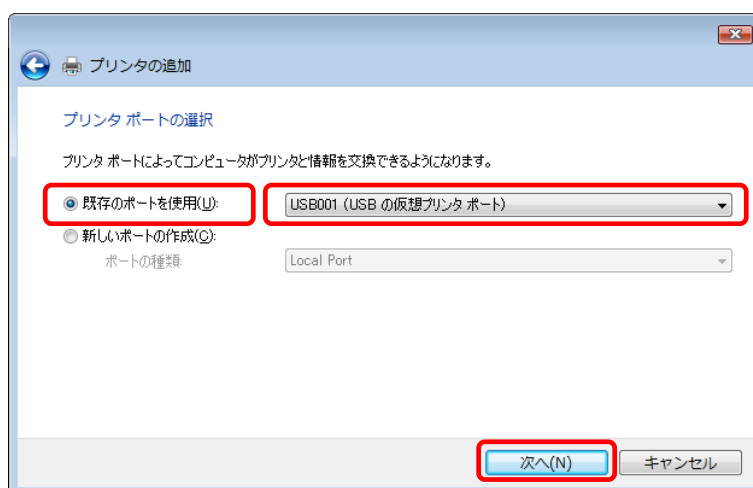 プリンタの追加
プリンタ ポートの選択
プリンタ ポートによってコンピュータがプリンタと情報を交換できるようになります。
既存のポートを使用(U): USB001 (USB の仮想プリンタ ポート)
新しいポートの作成(C):
ポートの種類: Local Port
次へ(N) キャンセル